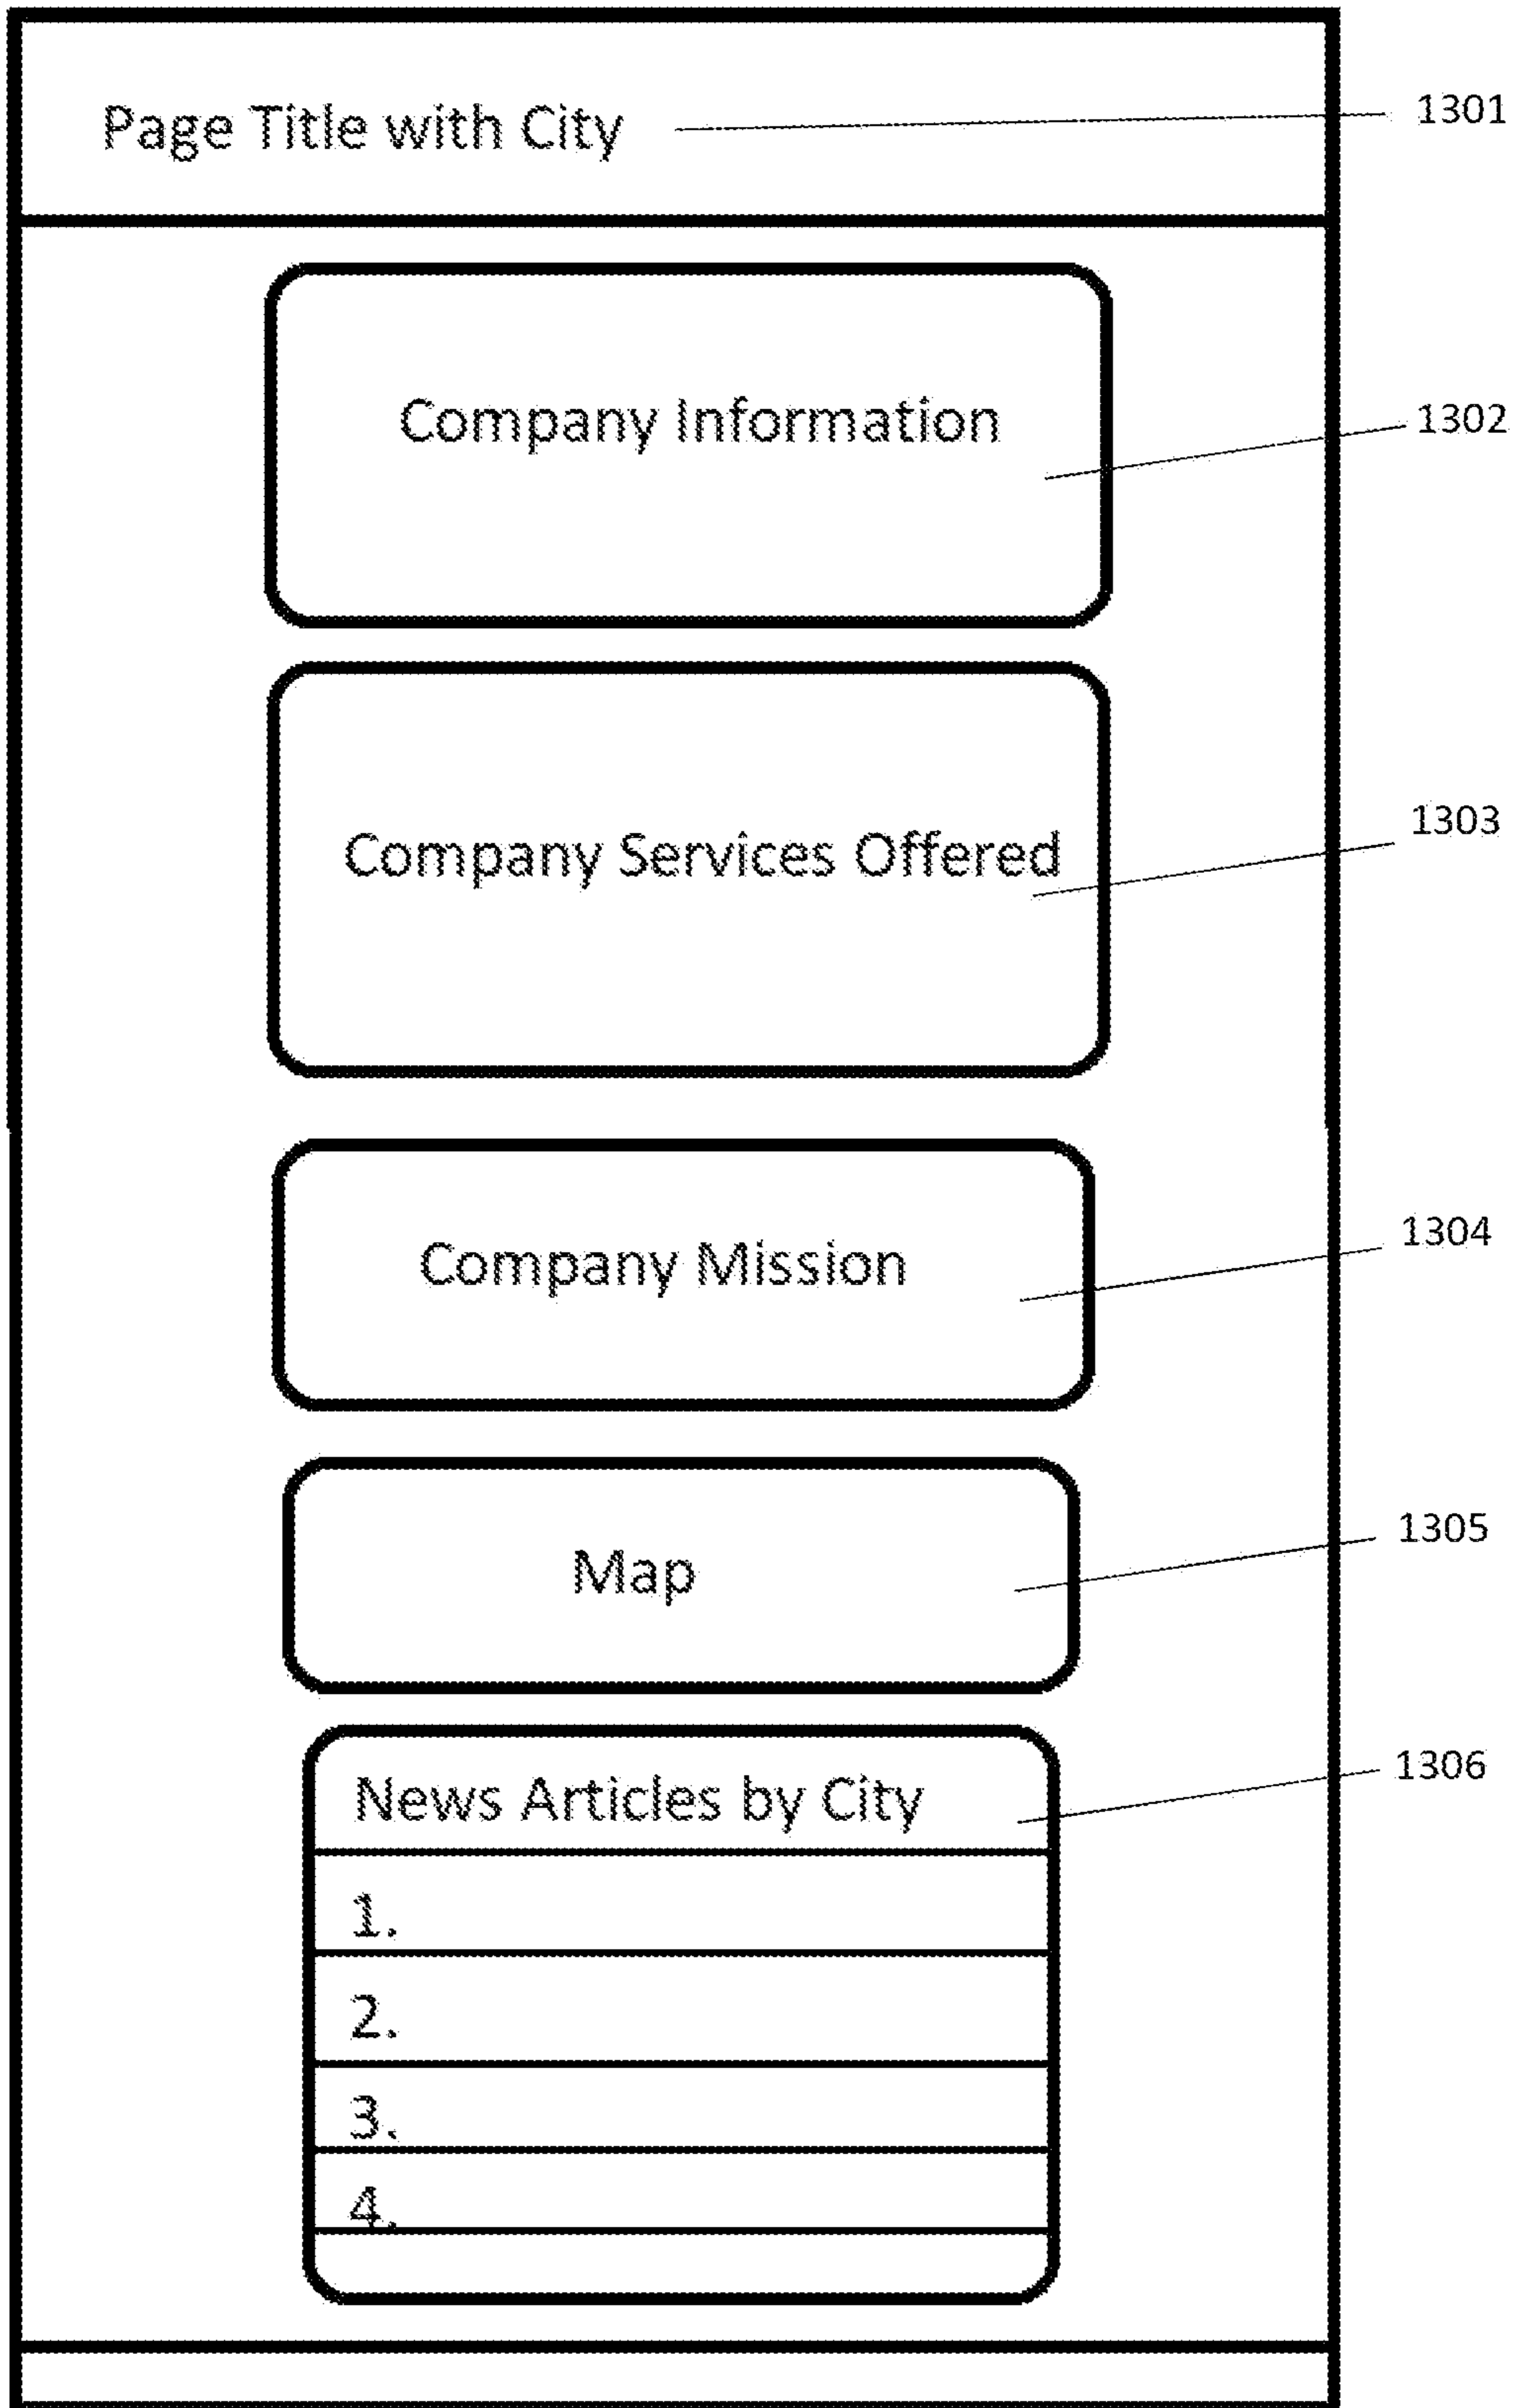 Page Title with City
1301
Company Information
1302
Company Services Offered
1303
Company Mission
1304
Map
1305
News Articles by City
1306
1.
2.
3.
4.